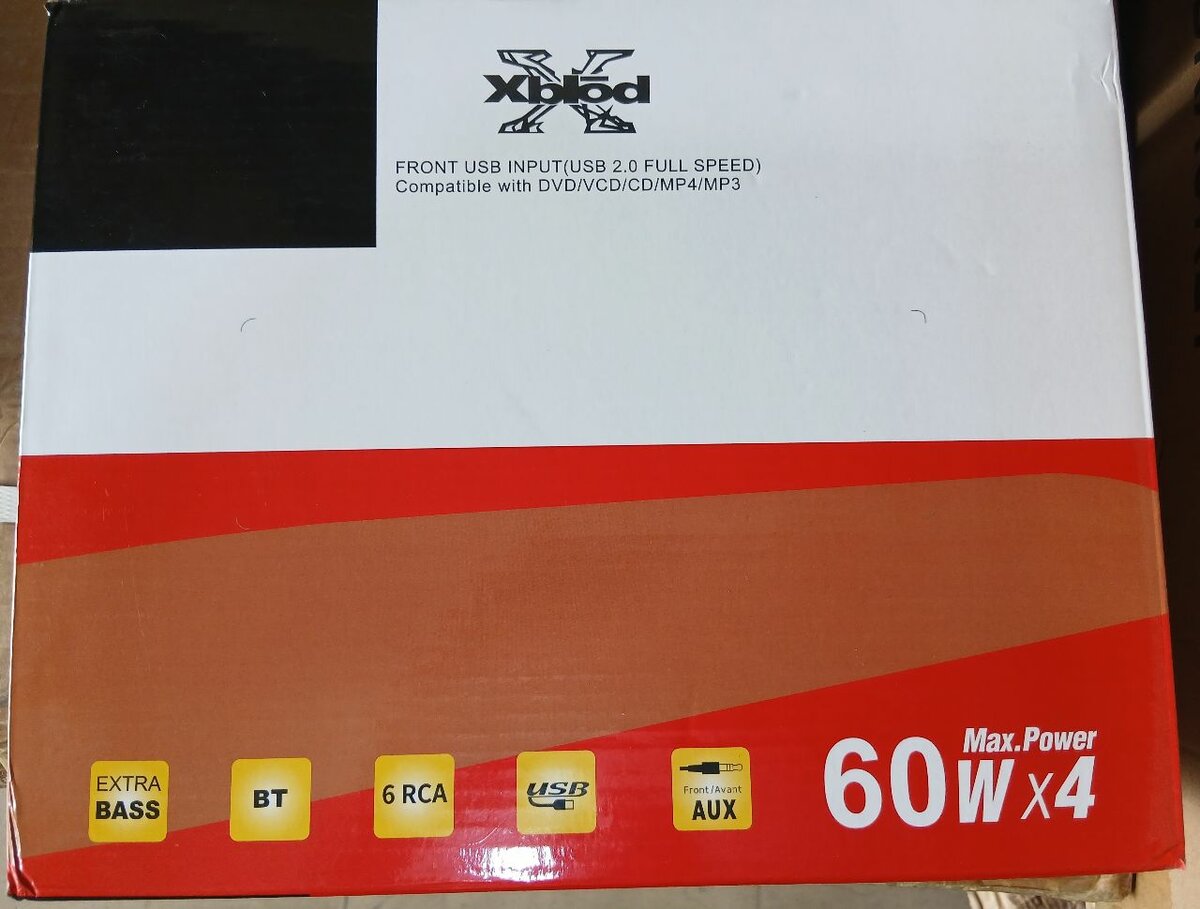 Xblōd
FRONT USB INPUT(USB 2.0 FULL SPEED)
Compatible with DVD/VCD/CD/MP4/MP3
EXTRA
BASS
BT
6 RCA
USB
Front/Avant
AUX
Max.Power
60W x4